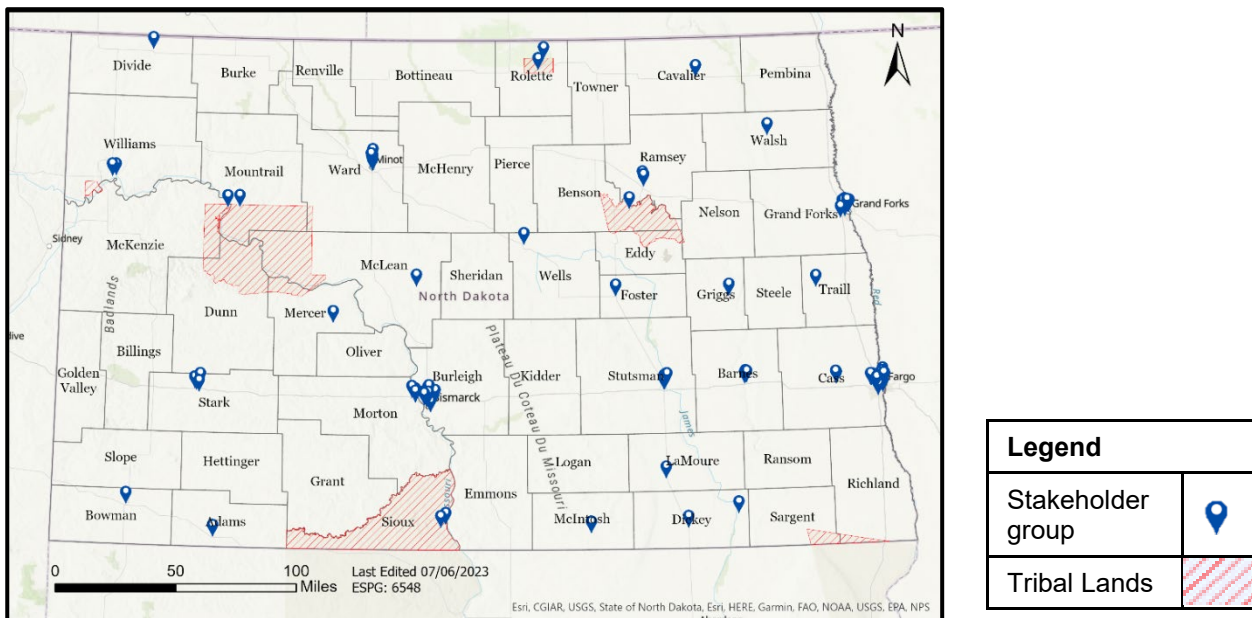 N
Divide
Burke
Renville
Bottineau
Rolette
Towner
Cavalier
Pembina
Williams
Mountrail
Ward
Minot
McHenry
Pierce
Ramsey
Walsh
Benson
Nelson
Grand Forks
Grand Forks
Sidney
McKenzie
McLean
Sheridan
Wells
Eddy
North Dakota
Badlands
Dunn
Mercer
Foster
Griggs
Steele
Traill
Red
Billings
Oliver
Golden
Valley
Stark
Morton
Burleigh
Bismarck
Plateau Du Coteau Du Missouri
Kidder
Stutsman
Barnes
Cass
Fargo
James
Slope
Hettinger
Grant
Logan
LaMoure
Ransom
Richland
Emmons
Bowman
Adams
Sioux
McIntosh
Dickey
Sargent
0 50 100
Miles
Last Edited 07/06/2023
ESPG: 6548
Esri, CGIAR, USGS, State of North Dakota, Esri, HERE, Garmin, FAO, NOAA, USGS, EPA, NPS
Legend
Stakeholder
group
Tribal Lands